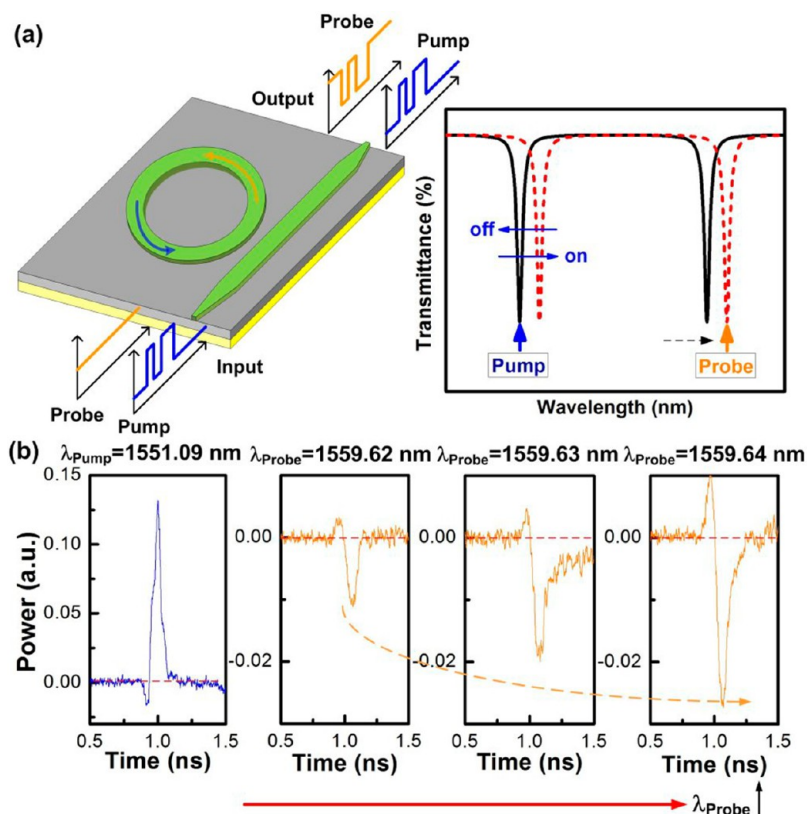 (a)
Probe
Pump
Output
Input
Probe
Pump
Transmittance (%)
off
on
Pump
Probe
Wavelength (nm)
(b)
λPump=1551.09 nm
λProbe=1559.62 nm
λProbe=1559.63 nm
λProbe=1559.64 nm
Power (a.u.)
0.15
0.10
0.05
0.00
0.00
-0.02
0.00
-0.02
0.00
-0.02
0.5 1.0 1.5
0.5 1.0 1.5
0.5 1.0 1.5
0.5 1.0 1.5
Time (ns)
Time (ns)
Time (ns)
Time (ns)
λProbe